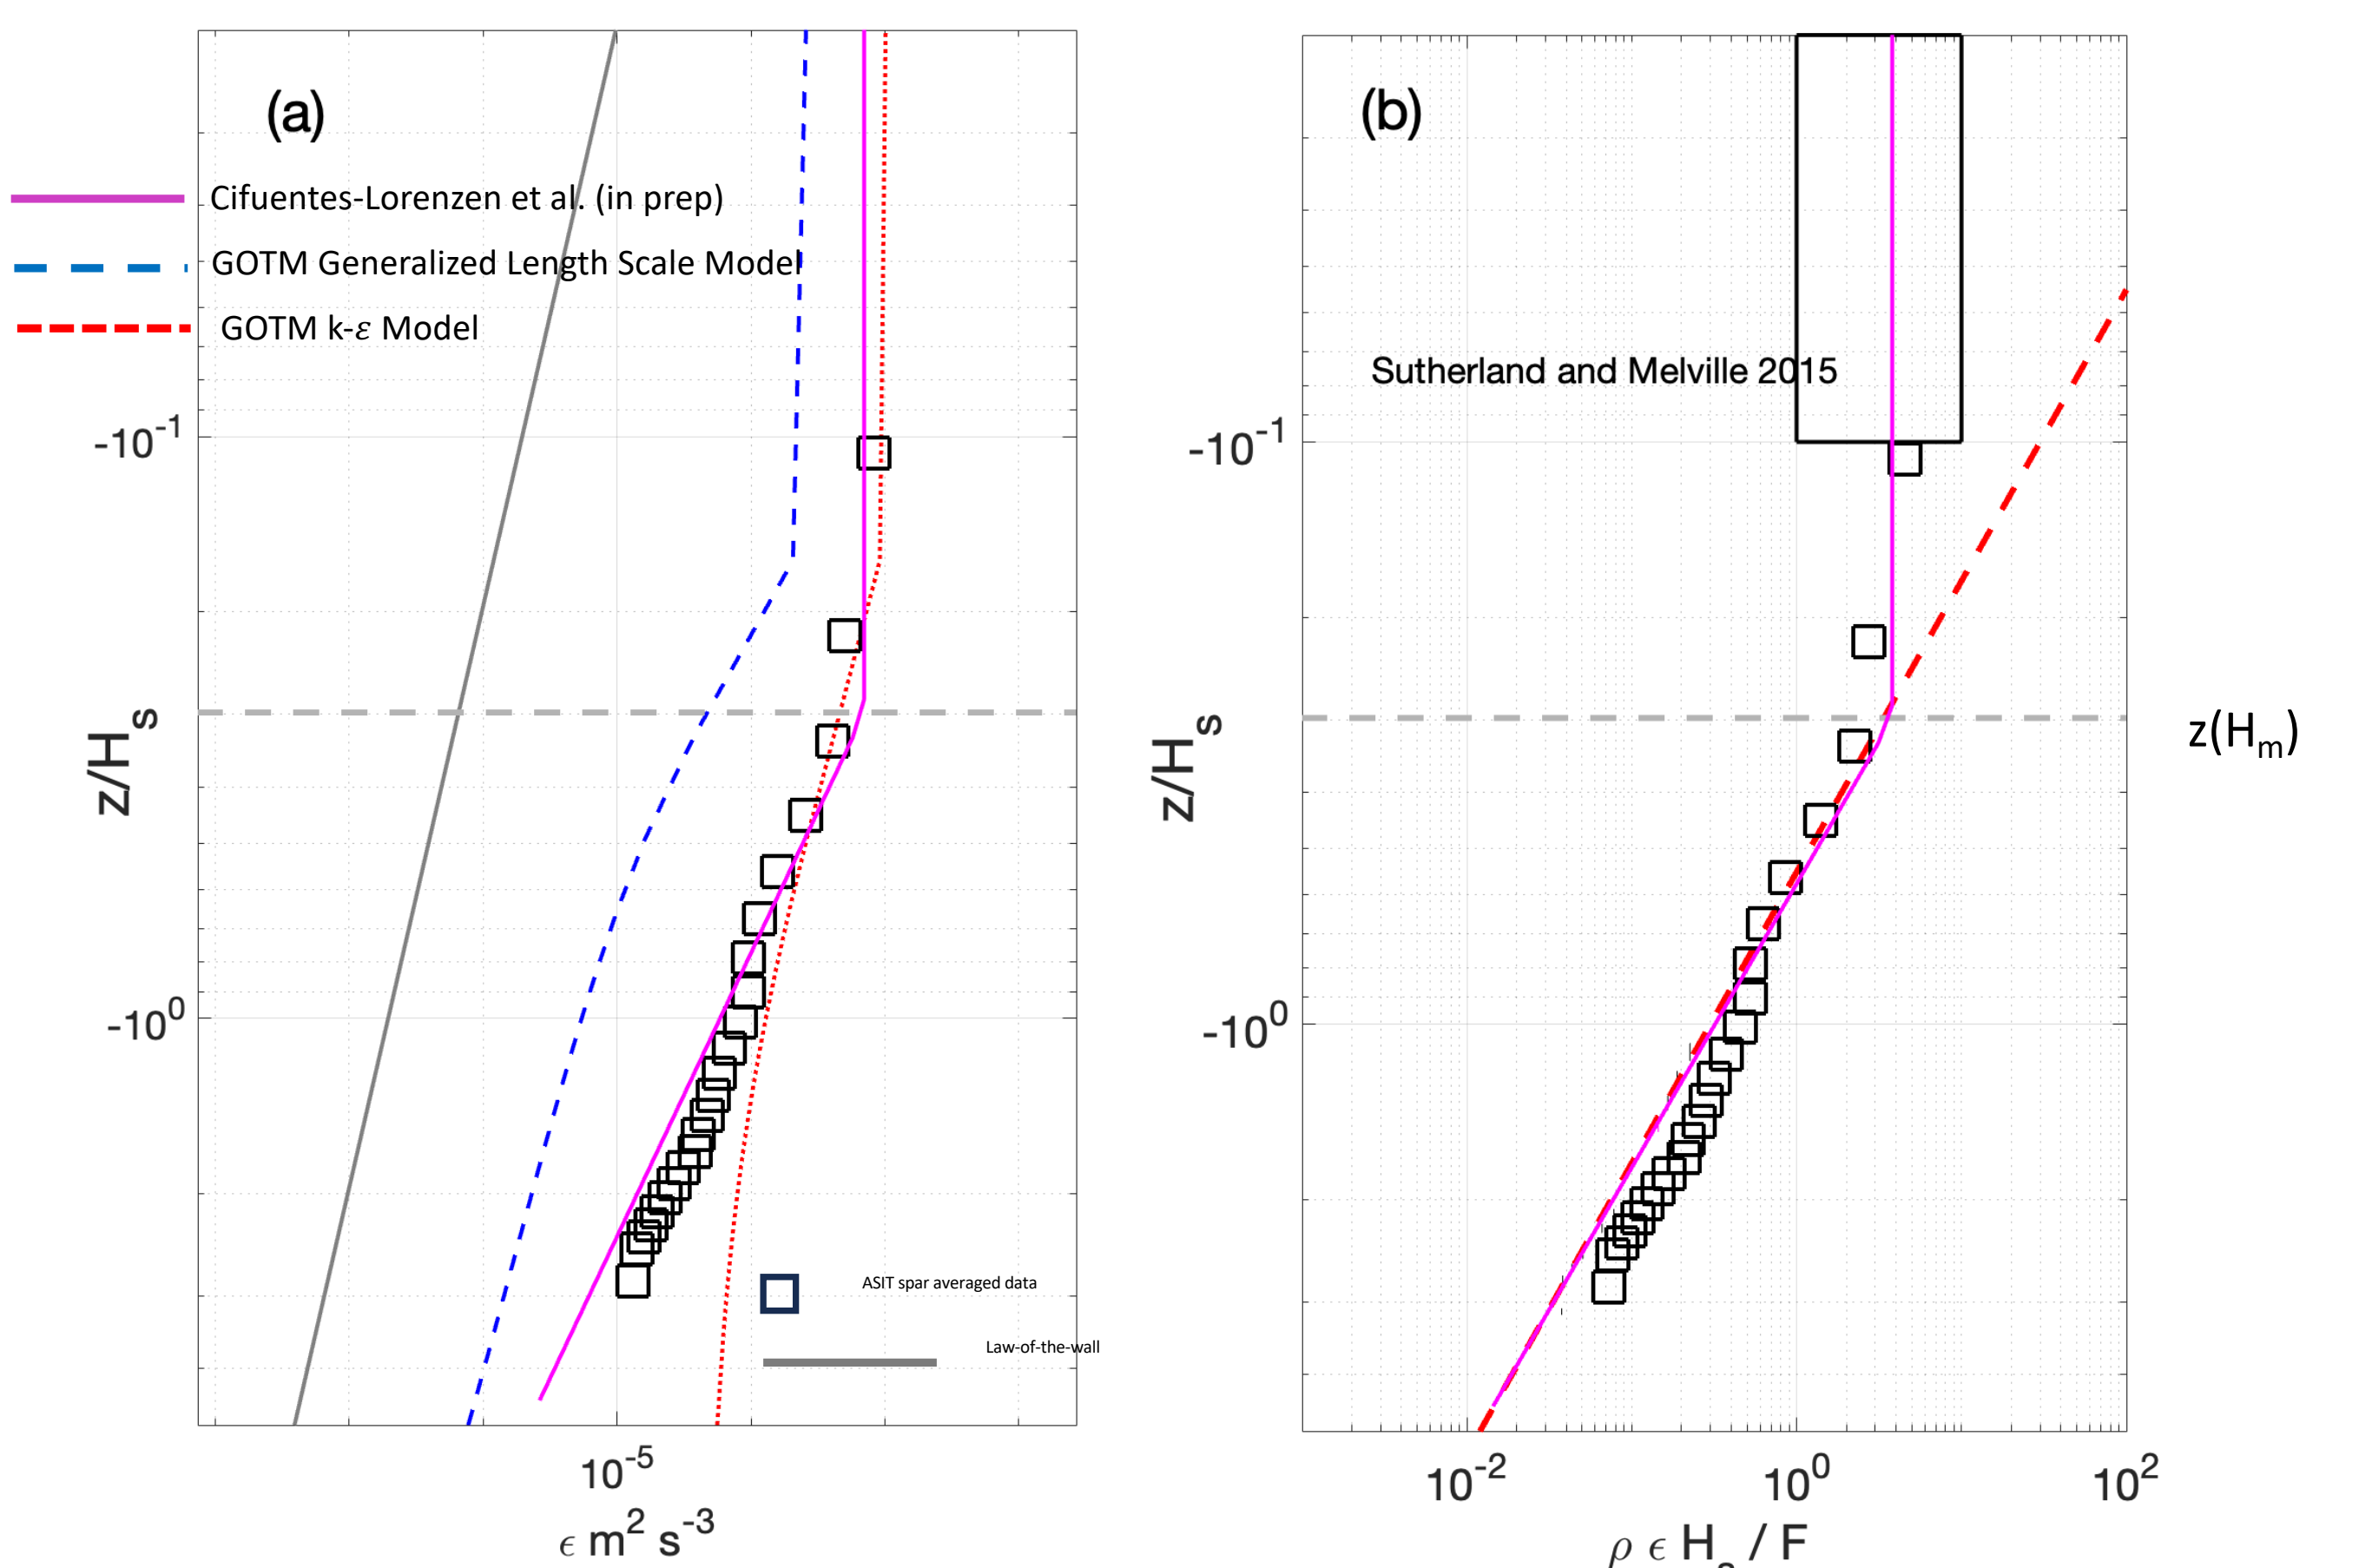 (a)
Cifuentes-Lorenzen et al. (in prep)
GOTM Generalized Length Scale Model
GOTM k-ε Model
-10^-1
z/H_s
-10^0
ASIT spar averaged data
Law-of-the-wall
10^-5
ϵ m^2 s^-3
(b)
Sutherland and Melville 2015
-10^-1
z/H_s
z(H_m)
-10^0
10^-2 10^0 10^2
ρ ϵ H_s / F